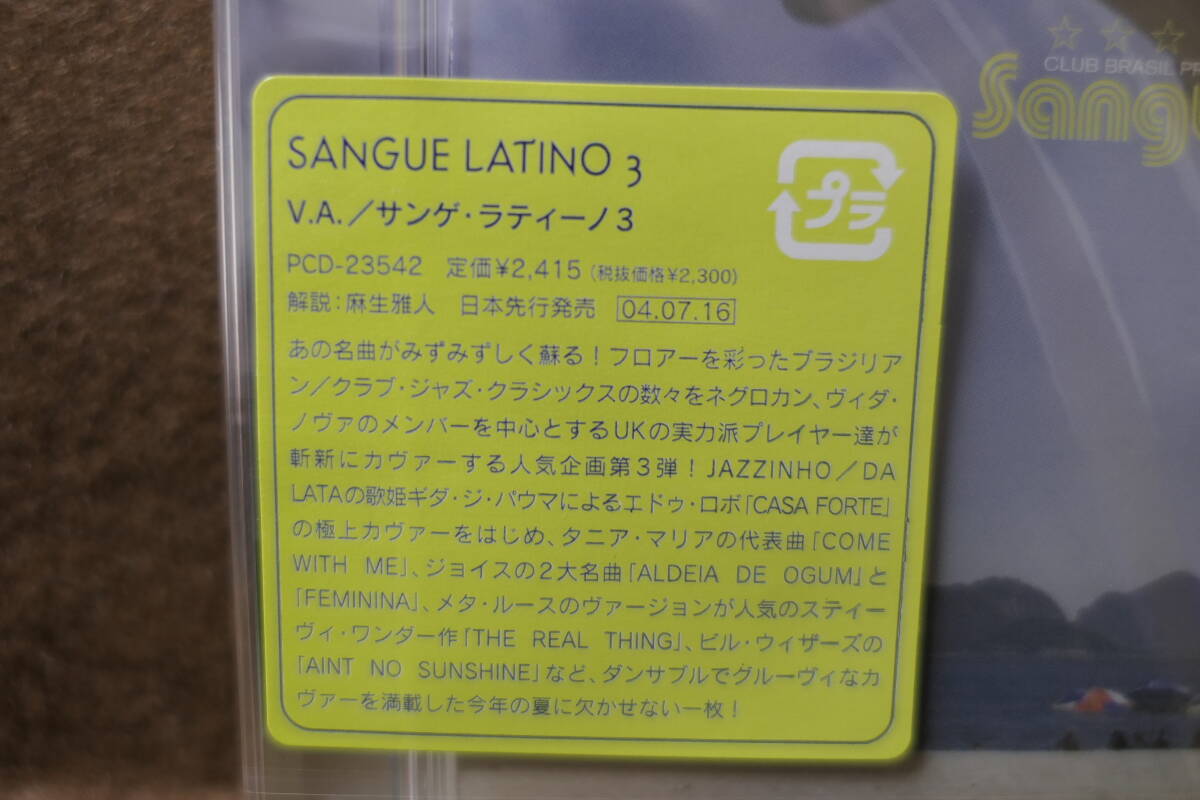 CLUB BRASIL PR
Sangu
SANGUE LATINO 3
V.A.／サンゲ・ラティーノ3
プラ
PCD-23542 定価¥2,415 (税抜価格¥2,300)
解説：麻生雅人 日本先行発売 04.07.16
あの名曲がみずみずしく蘇る！フロアーを彩ったブラジリア
ン／クラブ・ジャズ・クラシックスの数々をネグロカン、ヴィダ・
ノヴァのメンバーを中心とするUKの実力派プレイヤー達が
斬新にカヴァーする人気企画第3弾！JAZZINHO／DA
LATAの歌姫ギダ・ジ・パウマによるエドゥ・ロボ「CASA FORTE」
の極上カヴァーをはじめ、タニア・マリアの代表曲「COME
WITH ME」、ジョイスの2大名曲「ALDEIA DE OGUM」と
「FEMININA」、メタ・ルースのヴァージョンが人気のスティー
ヴィ・ワンダー作「THE REAL THING」、ビル・ウィザーズの
「AINT NO SUNSHINE」など、ダンサブルでグルーヴィなカ
ヴァーを満載した今年の夏に欠かせない一枚！